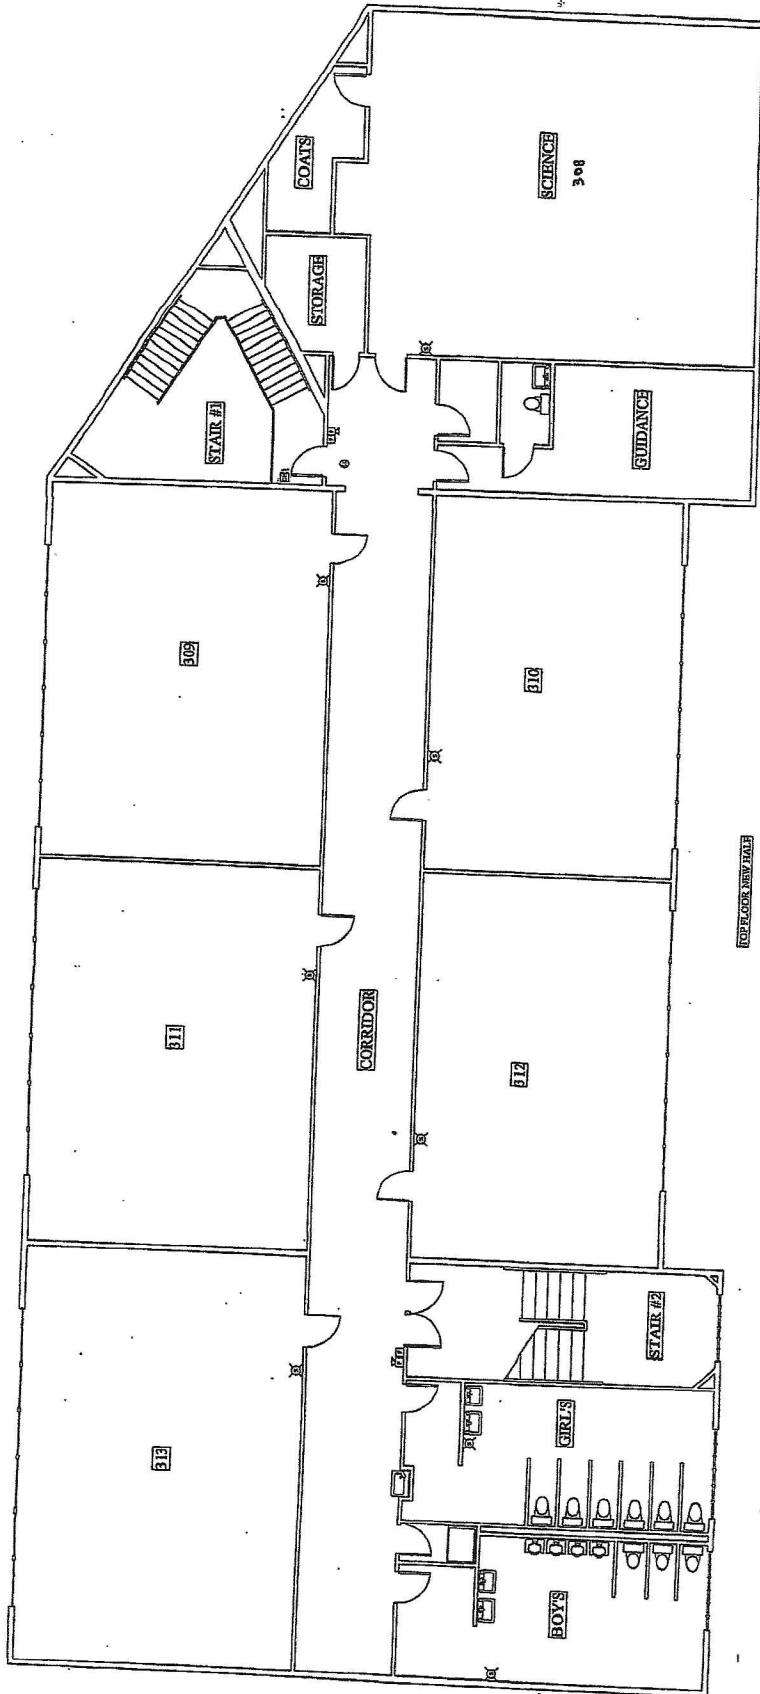 COATS
SCIENCE
308
STORAGE
STAIR #1
GUIDANCE
309
310
TOP FLOOR NEW HALF
311
CORRIDOR
312
STAIR #2
313
GIRL'S
BOY'S